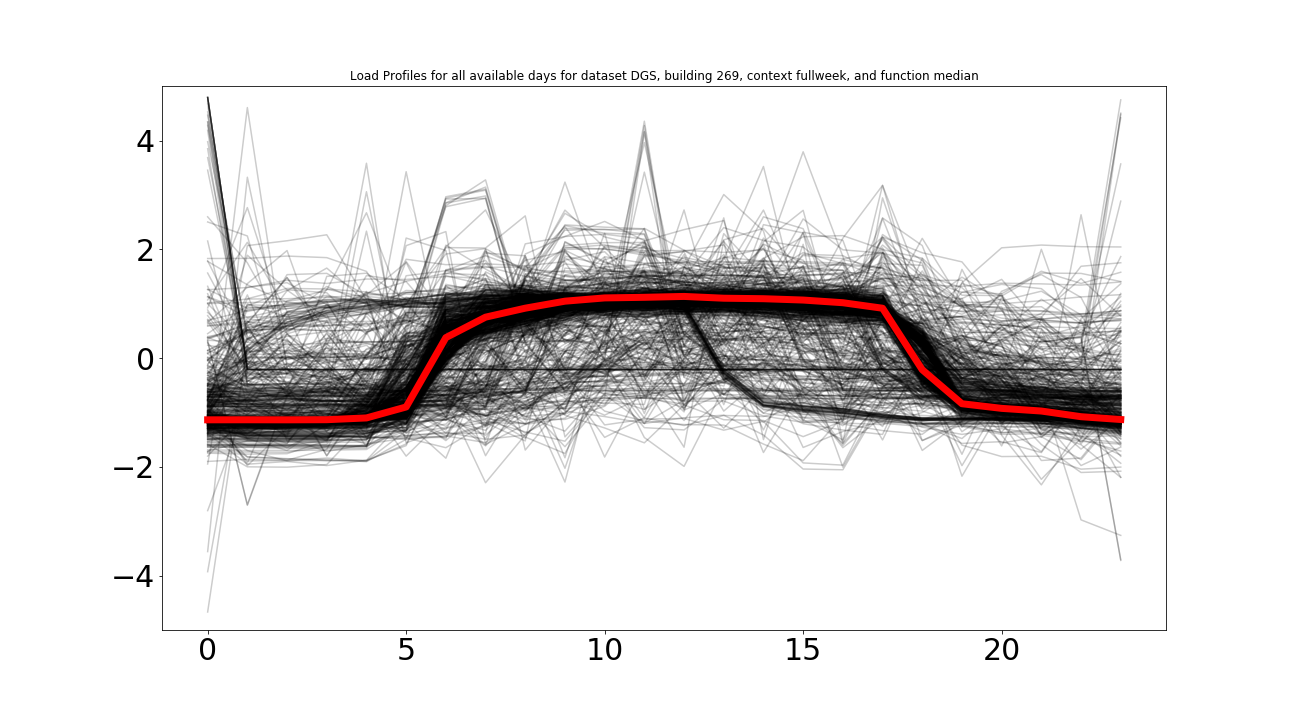 Load Profiles for all available days for dataset DGS, building 269, context fullweek, and function median
4
2
0
−2
−4
0 5 10 15 20